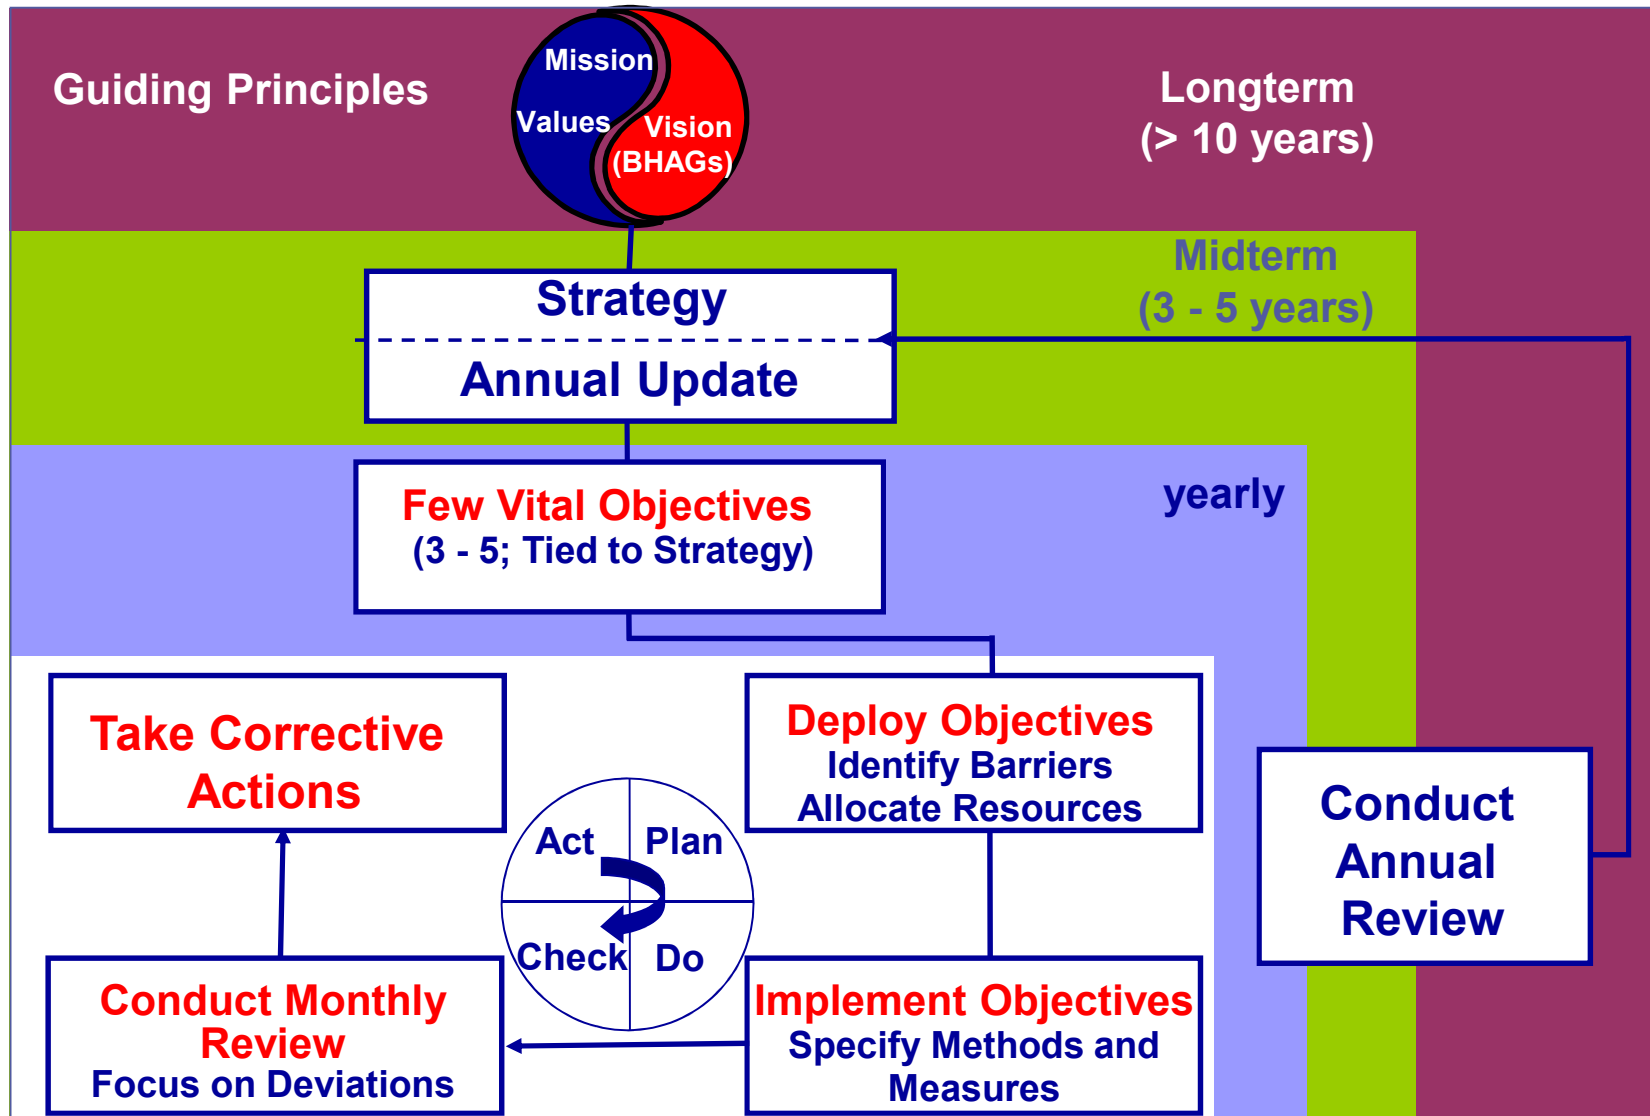 Guiding Principles
Mission
Values
Vision
(BHAGs)
Longterm
(> 10 years)
Midterm
(3 - 5 years)
Strategy
Annual Update
Few Vital Objectives
(3 - 5; Tied to Strategy)
yearly
Take Corrective
Actions
Deploy Objectives
Identify Barriers
Allocate Resources
Act
Plan
Check
Do
Conduct
Annual
Review
Conduct Monthly
Review
Focus on Deviations
Implement Objectives
Specify Methods and
Measures